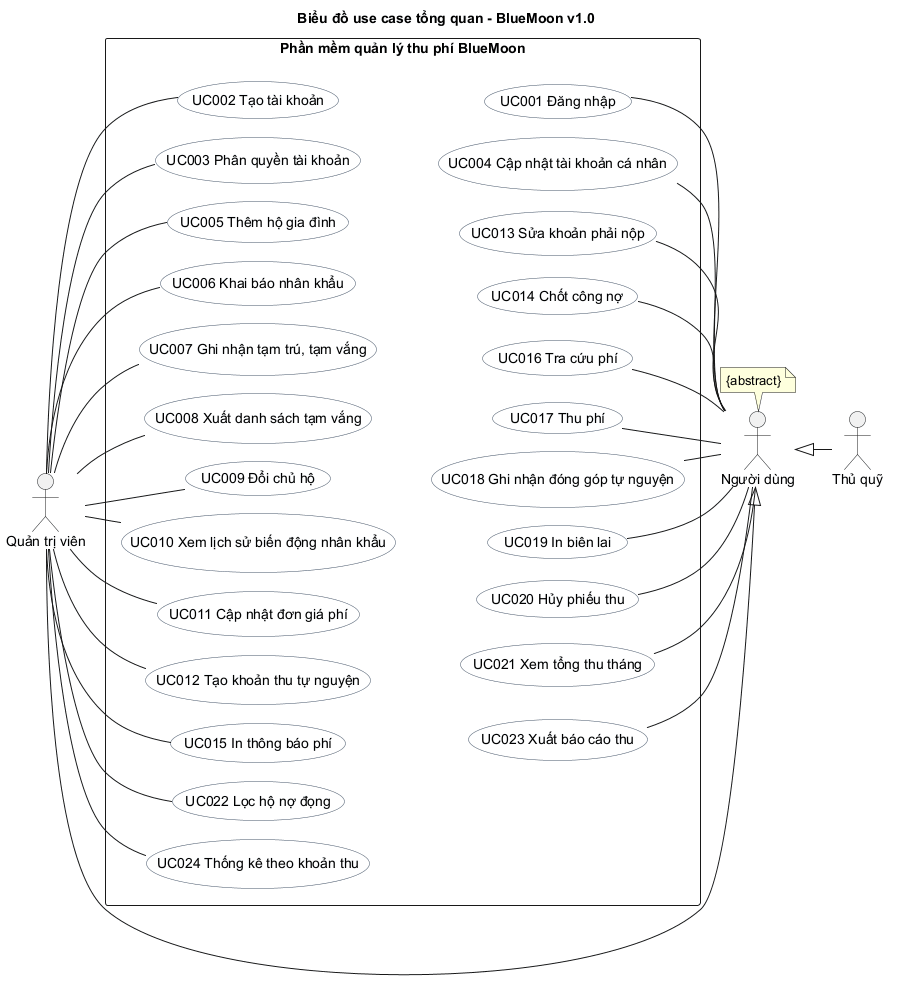 Biểu đồ use case tổng quan - BlueMoon v1.0
Phần mềm quản lý thu phí BlueMoon
UC002 Tạo tài khoản
UC003 Phân quyền tài khoản
UC005 Thêm hộ gia đình
UC006 Khai báo nhân khẩu
UC007 Ghi nhận tạm trú, tạm vắng
UC008 Xuất danh sách tạm vắng
UC009 Đổi chủ hộ
UC010 Xem lịch sử biến động nhân khẩu
UC011 Cập nhật đơn giá phí
UC012 Tạo khoản thu tự nguyện
UC015 In thông báo phí
UC022 Lọc hộ nợ đọng
UC024 Thống kê theo khoản thu
UC001 Đăng nhập
UC004 Cập nhật tài khoản cá nhân
UC013 Sửa khoản phải nộp
UC014 Chốt công nợ
UC016 Tra cứu phí
UC017 Thu phí
UC018 Ghi nhận đóng góp tự nguyện
UC019 In biên lai
UC020 Hủy phiếu thu
UC021 Xem tổng thu tháng
UC023 Xuất báo cáo thu
Quản trị viên
{abstract}
Người dùng
Thủ quỹ